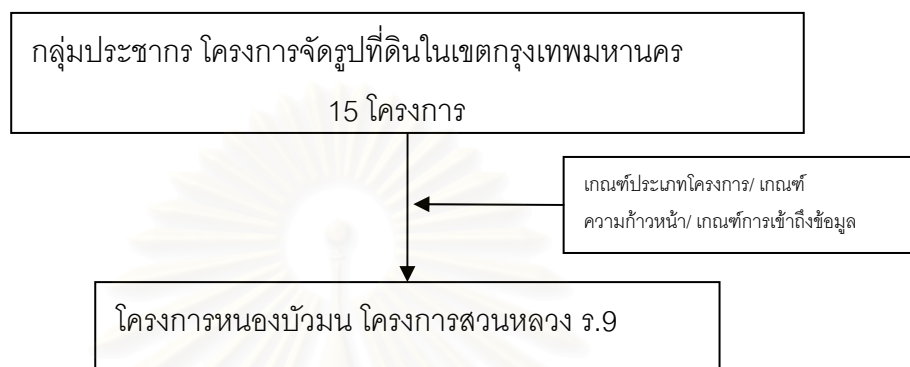 กลุ่มประชากร โครงการจัดรูปที่ดินในเขตกรุงเทพมหานคร
15 โครงการ
เกณฑ์ประเภทโครงการ/ เกณฑ์
ความก้าวหน้า/ เกณฑ์การเข้าถึงข้อมูล
โครงการหนองบัวมน โครงการสวนหลวง ร.9